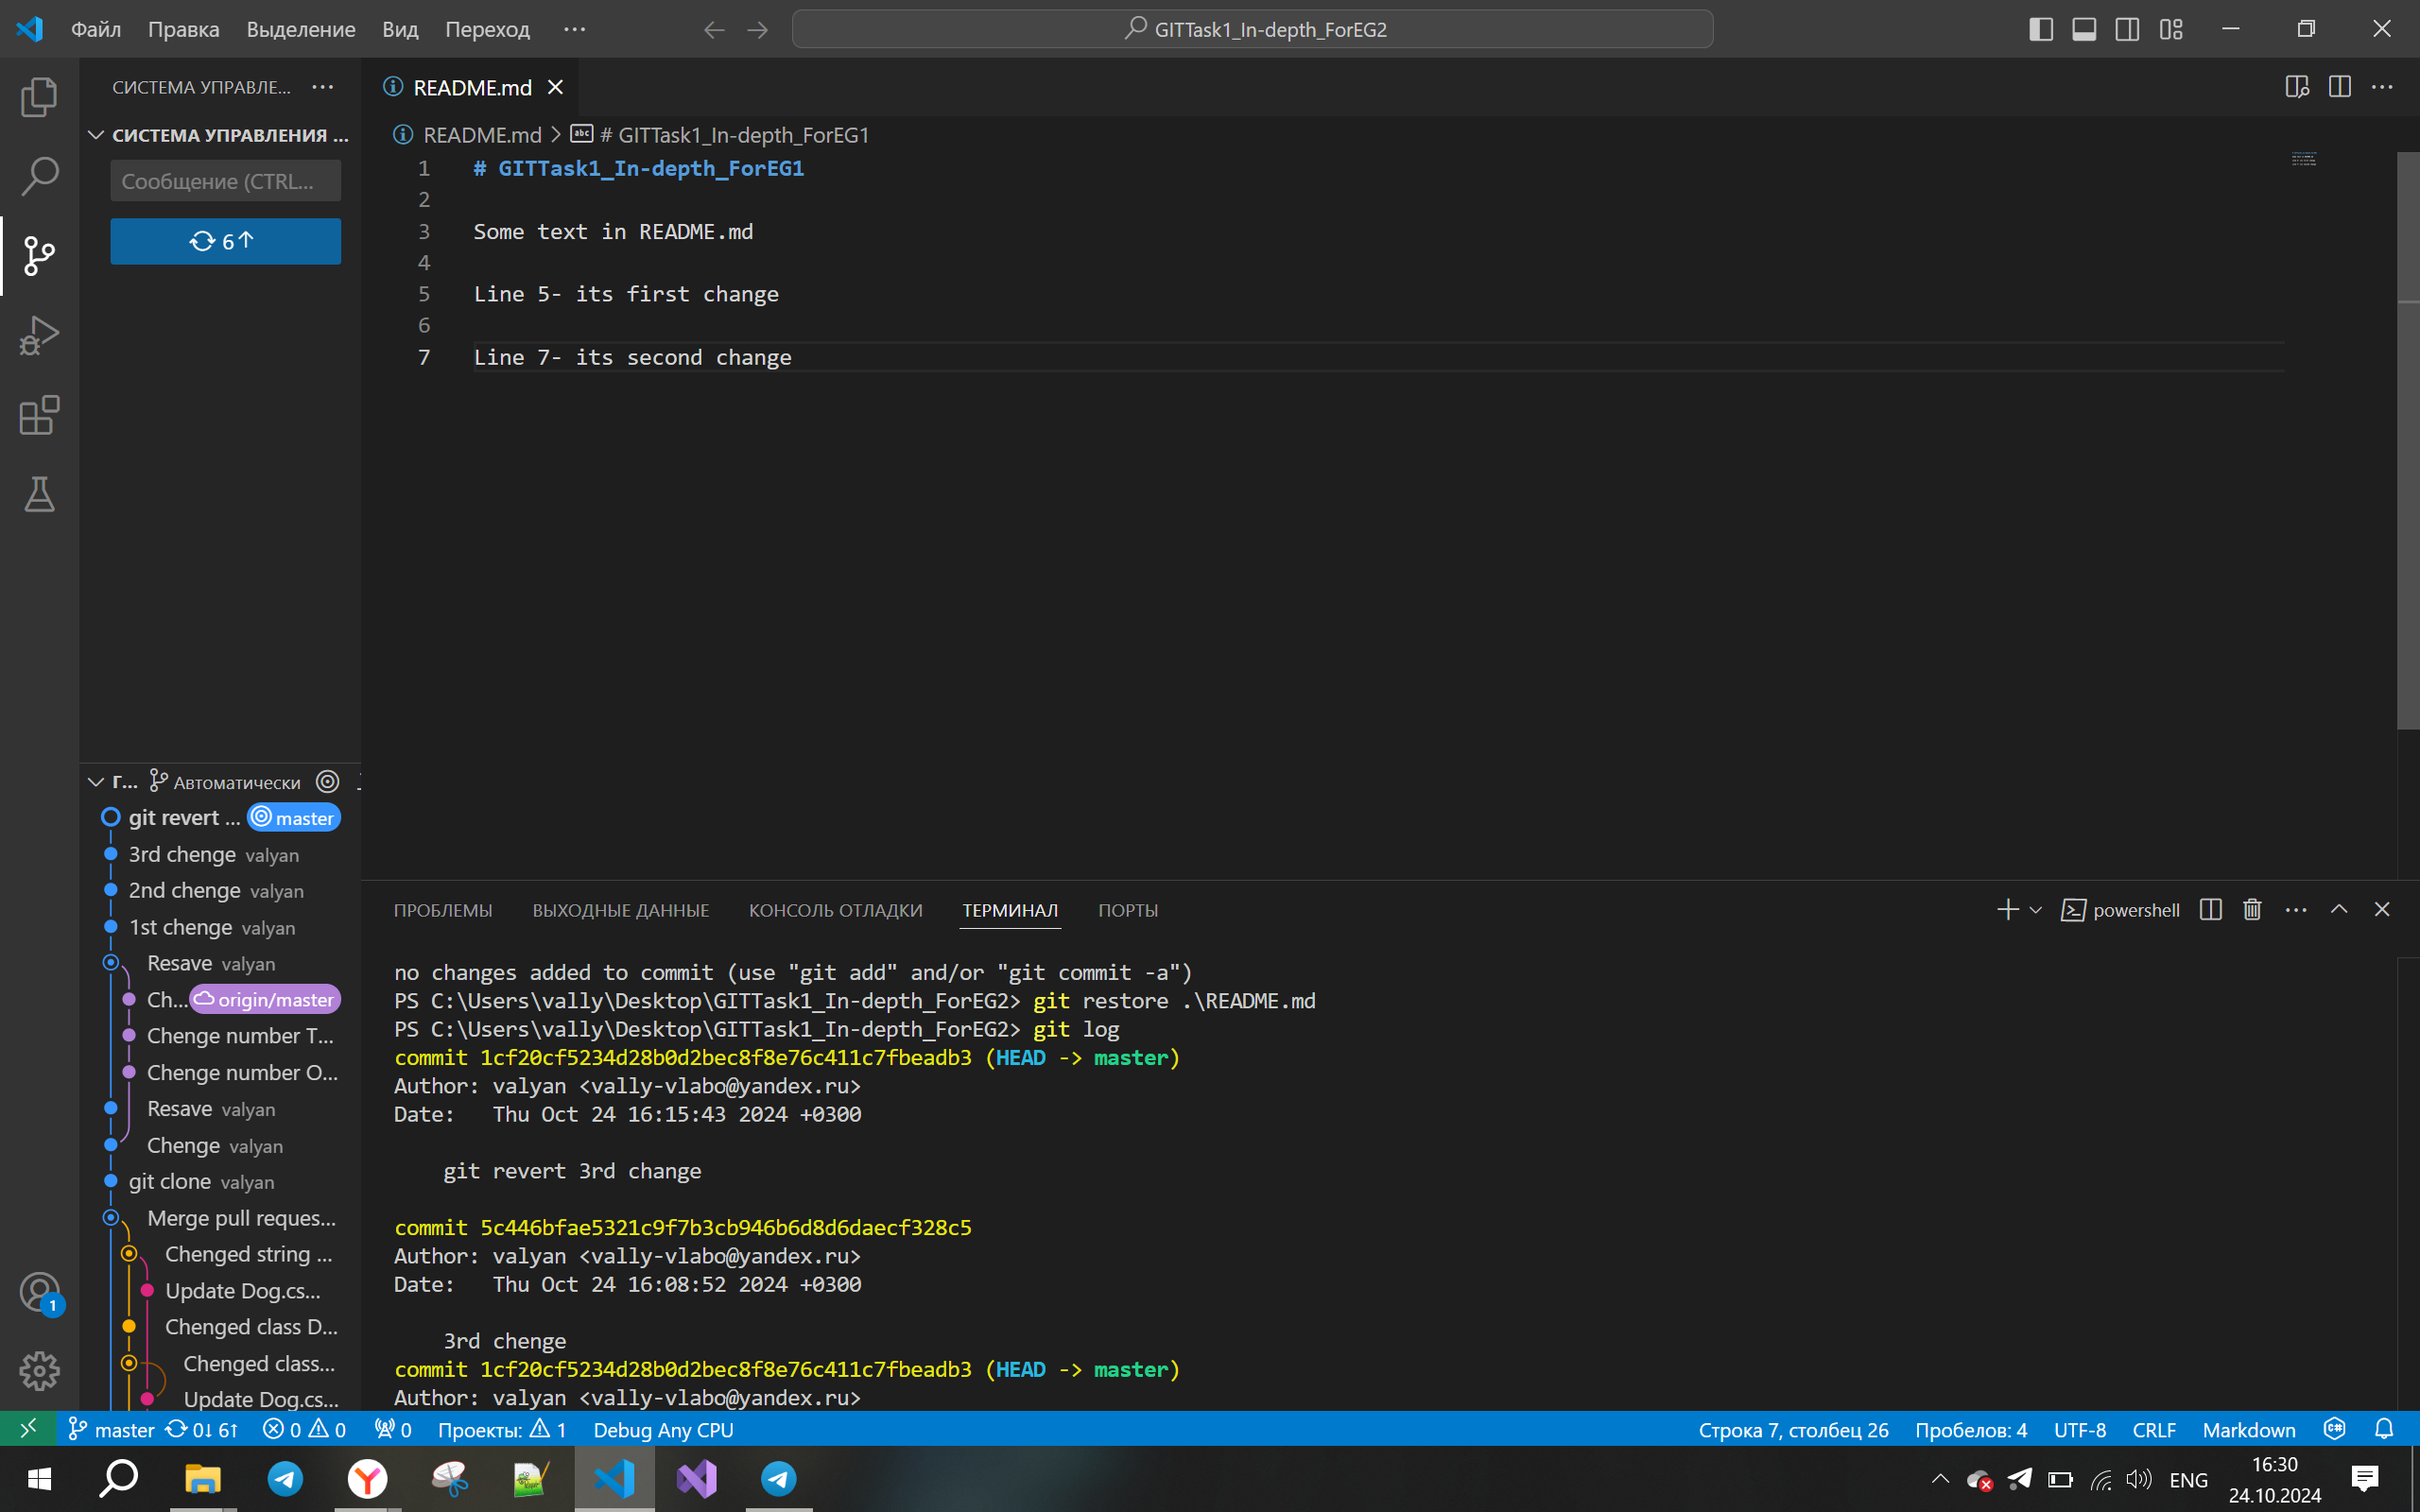 Файл Правка Выделение Вид Переход ··· GITTask1_In-depth_ForEG2
СИСТЕМА УПРАВЛЕ... ···
СИСТЕМА УПРАВЛЕНИЯ ...
Сообщение (CTRL...
6↑
README.md
README.md > # GITTask1_In-depth_ForEG1
1 # GITTask1_In-depth_ForEG1
2
3 Some text in README.md
4
5 Line 5- its first change
6
7 Line 7- its second change
Г... Автоматически
git revert ... master
3rd chenge valyan
2nd chenge valyan
1st chenge valyan
Resave valyan
Ch... origin/master
Chenge number T...
Chenge number O...
Resave valyan
Chenge valyan
git clone valyan
Merge pull reques...
Chenged string ...
Update Dog.cs...
Chenged class D...
Chenged class...
Update Dog.cs...
1
ПРОБЛЕМЫ ВЫХОДНЫЕ ДАННЫЕ КОНСОЛЬ ОТЛАДКИ ТЕРМИНАЛ ПОРТЫ powershell
no changes added to commit (use "git add" and/or "git commit -a")
PS C:\Users\vally\Desktop\GITTask1_In-depth_ForEG2> git restore .\README.md
PS C:\Users\vally\Desktop\GITTask1_In-depth_ForEG2> git log
commit 1cf20cf5234d28b0d2bec8f8e76c411c7fbeadb3 (HEAD -> master)
Author: valyan <vally-vlabo@yandex.ru>
Date:   Thu Oct 24 16:15:43 2024 +0300
git revert 3rd change
commit 5c446bfae5321c9f7b3cb946b6d8d6daecf328c5
Author: valyan <vally-vlabo@yandex.ru>
Date:   Thu Oct 24 16:08:52 2024 +0300
3rd chenge
commit 1cf20cf5234d28b0d2bec8f8e76c411c7fbeadb3 (HEAD -> master)
Author: valyan <vally-vlabo@yandex.ru>
master 0↓ 6↑ 0 0 0 Проекты: 1 Debug Any CPU Строка 7, столбец 26 Пробелов: 4 UTF-8 CRLF Markdown
ENG
16:30
24.10.2024